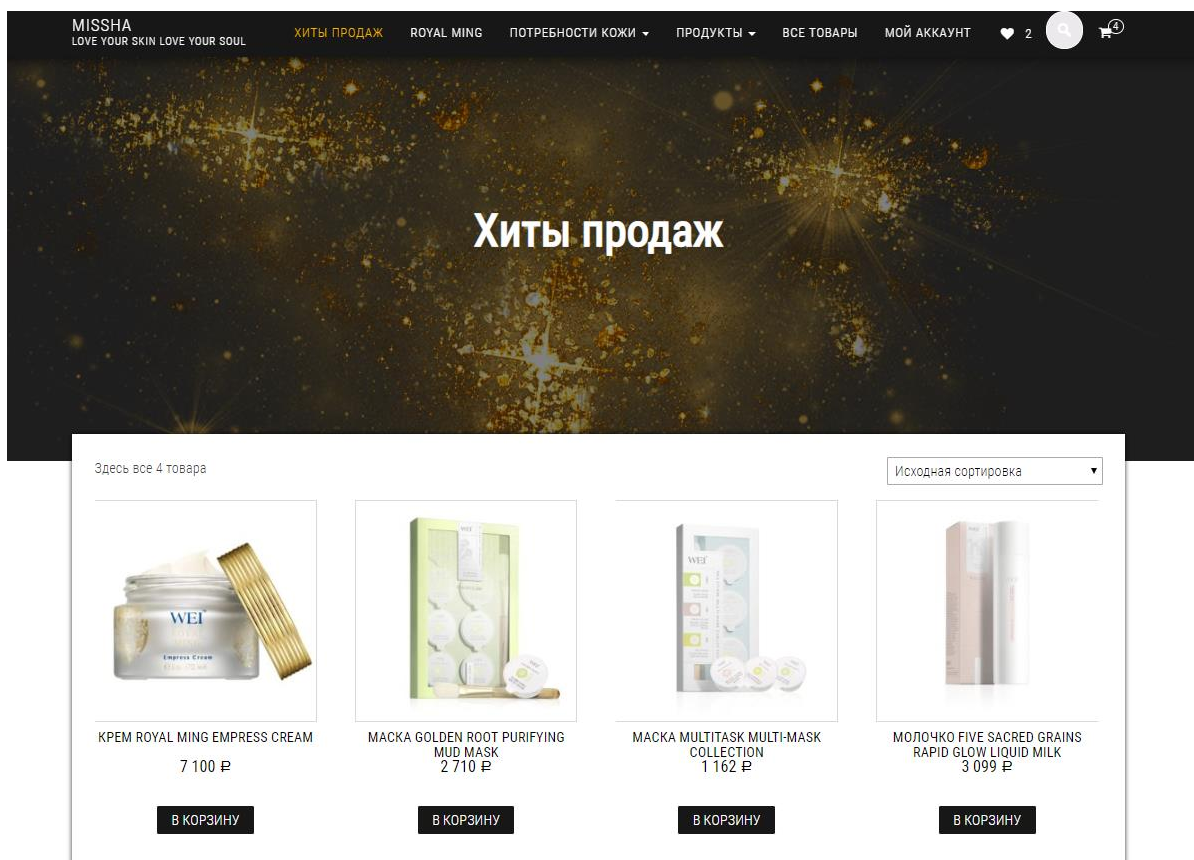 MISSHA
LOVE YOUR SKIN LOVE YOUR SOUL
ХИТЫ ПРОДАЖ ROYAL MING ПОТРЕБНОСТИ КОЖИ ПРОДУКТЫ ВСЕ ТОВАРЫ МОЙ АККАУНТ 2 4
Хиты продаж
Здесь все 4 товара
Исходная сортировка
WEI
Empress Cream
WEI
WEI
КРЕМ ROYAL MING EMPRESS CREAM
7 100 ₽
В КОРЗИНУ
МАСКА GOLDEN ROOT PURIFYING
MUD MASK
2 710 ₽
В КОРЗИНУ
МАСКА MULTITASK MULTI-MASK
COLLECTION
1 162 ₽
В КОРЗИНУ
МОЛОЧКО FIVE SACRED GRAINS
RAPID GLOW LIQUID MILK
3 099 ₽
В КОРЗИНУ